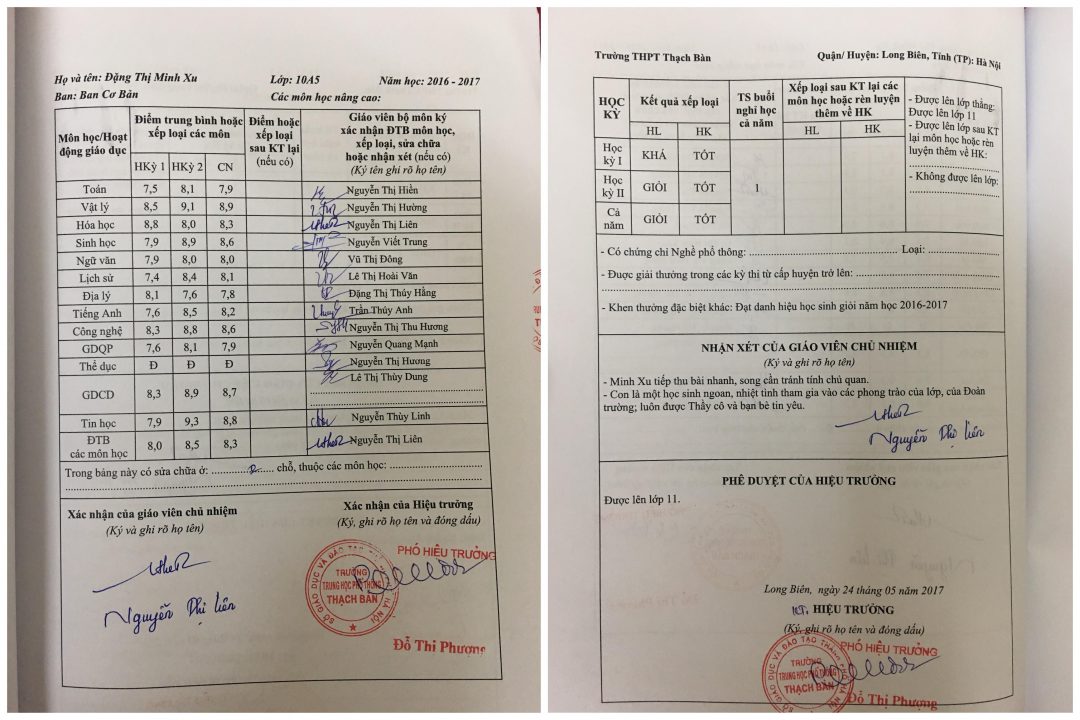 Họ và tên: Đặng Thị Minh Xu Lớp: 10A5 Năm học: 2016 - 2017
Ban: Ban Cơ Bản Các môn học nâng cao:
Môn học/Hoạt động giáo dục | Điểm trung bình hoặc xếp loại các môn | Điểm hoặc xếp loại sau KT lại (nếu có) | Giáo viên bộ môn ký xác nhận ĐTB môn học, xếp loại, sửa chữa hoặc nhận xét (nếu có) (Ký tên ghi rõ họ tên)
HKỳ 1 | HKỳ 2 | CN
Toán 7,5 8,1 7,9 Nguyễn Thị Hiền
Vật lý 8,5 9,1 8,9 Nguyễn Thị Hường
Hóa học 8,8 8,0 8,3 Nguyễn Thị Liên
Sinh học 7,9 8,9 8,6 Nguyễn Viết Trung
Ngữ văn 7,9 8,0 8,0 Vũ Thị Đông
Lịch sử 7,4 8,4 8,1 Lê Thị Hoài Vân
Địa lý 8,1 7,6 7,8 Đặng Thị Thúy Hằng
Tiếng Anh 7,6 8,5 8,2 Trần Thùy Anh
Công nghệ 8,3 8,8 8,6 Nguyễn Thị Thu Hương
GDQP 7,6 8,1 7,9 Nguyễn Quang Mạnh
Thể dục Đ Đ Đ Nguyễn Thị Hương
GDCD 8,3 8,9 8,7 Lê Thị Thùy Dung
Tin học 7,9 9,3 8,8 Nguyễn Thùy Linh
ĐTB các môn học 8,0 8,5 8,3 Nguyễn Thị Liên
Trong bảng này có sửa chữa ở: ............ chỗ, thuộc các môn học: ............
Xác nhận của giáo viên chủ nhiệm Xác nhận của Hiệu trưởng
(Ký và ghi rõ họ tên) (Ký, ghi rõ họ tên và đóng dấu)
PHÓ HIỆU TRƯỞNG
SỞ GIÁO DỤC VÀ ĐÀO TẠO THÀNH PHỐ HÀ NỘI
TRƯỜNG
TRUNG HỌC PHỔ THÔNG
THẠCH BÀN
Nguyễn Thị Liên
Đỗ Thị Phượng
Trường THPT Thạch Bàn Quận/ Huyện: Long Biên, Tỉnh (TP): Hà Nội
HỌC KỲ | Kết quả xếp loại | TS buổi nghỉ học cả năm | Xếp loại sau KT lại các môn học hoặc rèn luyện thêm về HK
HL | HK | HL | HK
Học kỳ I KHÁ TỐT
Học kỳ II GIỎI TỐT 1
Cả năm GIỎI TỐT
- Được lên lớp thẳng:
Được lên lớp 11
- Được lên lớp sau KT
lại môn học hoặc rèn
luyện thêm về HK:
- Không được lên lớp:
- Có chứng chỉ Nghề phổ thông: ............ Loại: ............
- Được giải thưởng trong các kỳ thi từ cấp huyện trở lên: ............
- Khen thưởng đặc biệt khác: Đạt danh hiệu học sinh giỏi năm học 2016-2017
NHẬN XÉT CỦA GIÁO VIÊN CHỦ NHIỆM
(Ký và ghi rõ họ tên)
- Minh Xu tiếp thu bài nhanh, song cần tránh tính chủ quan.
- Con là một học sinh ngoan, nhiệt tình tham gia vào các phong trào của lớp, của Đoàn
trường; luôn được Thầy cô và bạn bè tin yêu.
Nguyễn Thị Liên
PHÊ DUYỆT CỦA HIỆU TRƯỞNG
Được lên lớp 11.
Long Biên, ngày 24 tháng 05 năm 2017
KT. HIỆU TRƯỞNG
(Ký, ghi rõ họ tên và đóng dấu)
PHÓ HIỆU TRƯỞNG
SỞ GIÁO DỤC VÀ ĐÀO TẠO THÀNH PHỐ HÀ NỘI
TRƯỜNG
TRUNG HỌC PHỔ THÔNG
THẠCH BÀN
Đỗ Thị Phượng